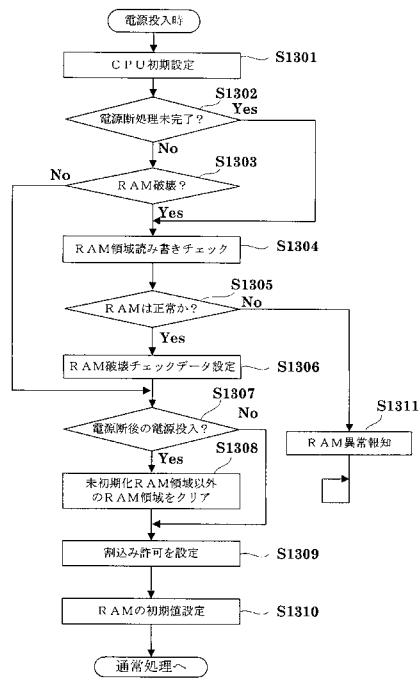 電源投入時
CPU初期設定
S1301
電源断処理未完了？
S1302
Yes
No
RAM破壊？
S1303
No
Yes
RAM領域読み書きチェック
S1304
RAMは正常か？
S1305
No
Yes
RAM破壊チェックデータ設定
S1306
電源断後の電源投入？
S1307
No
Yes
S1311
RAM異常報知
S1308
未初期化RAM領域以外
のRAM領域をクリア
割込み許可を設定
S1309
RAMの初期値設定
S1310
通常処理へ